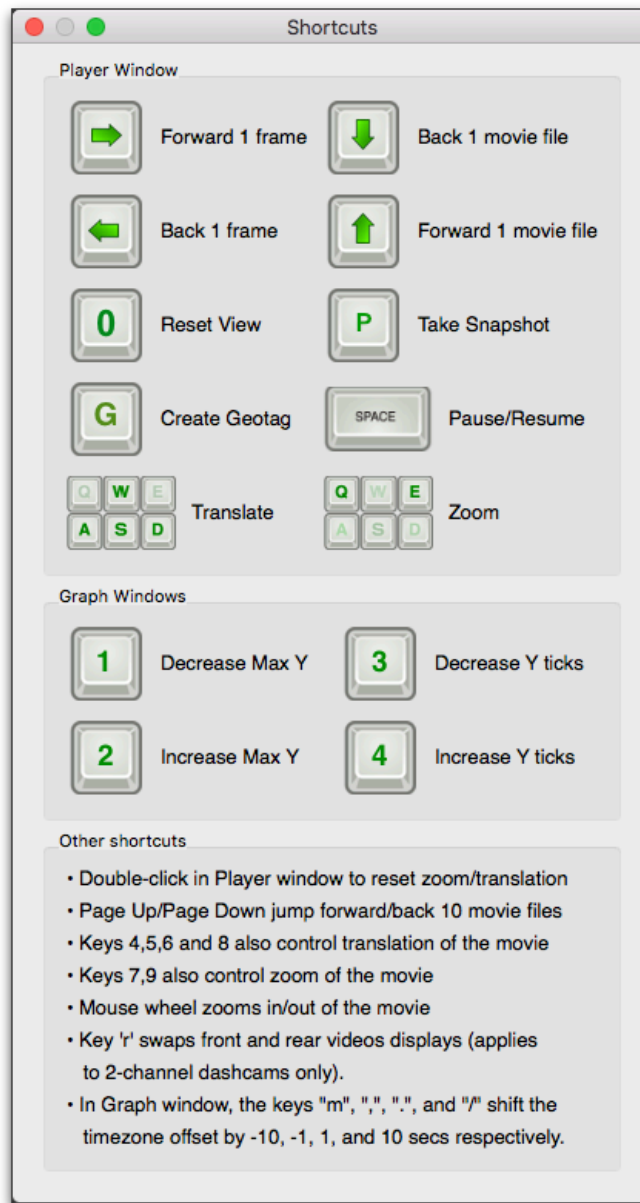 Shortcuts
Player Window
Forward 1 frame
Back 1 movie file
Back 1 frame
Forward 1 movie file
0 Reset View
P Take Snapshot
G Create Geotag
SPACE Pause/Resume
Q W E
A S D
Translate
Q W E
A S D
Zoom
Graph Windows
1 Decrease Max Y
3 Decrease Y ticks
2 Increase Max Y
4 Increase Y ticks
Other shortcuts
• Double-click in Player window to reset zoom/translation
• Page Up/Page Down jump forward/back 10 movie files
• Keys 4,5,6 and 8 also control translation of the movie
• Keys 7,9 also control zoom of the movie
• Mouse wheel zooms in/out of the movie
• Key 'r' swaps front and rear videos displays (applies
to 2-channel dashcams only).
• In Graph window, the keys "m", ",", ".", and "/" shift the
timezone offset by -10, -1, 1, and 10 secs respectively.